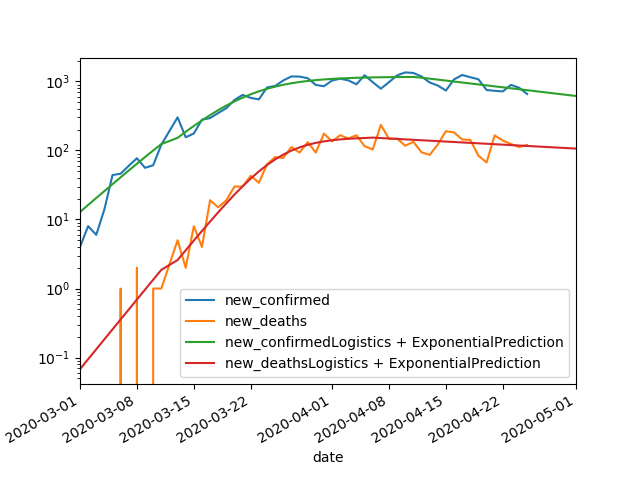 10³
10²
10¹
10⁰
10⁻¹
new_confirmed
new_deaths
new_confirmedLogistics + ExponentialPrediction
new_deathsLogistics + ExponentialPrediction
2020-03-01
2020-03-08
2020-03-15
2020-03-22
2020-04-01
2020-04-08
2020-04-15
2020-04-22
2020-05-01
date